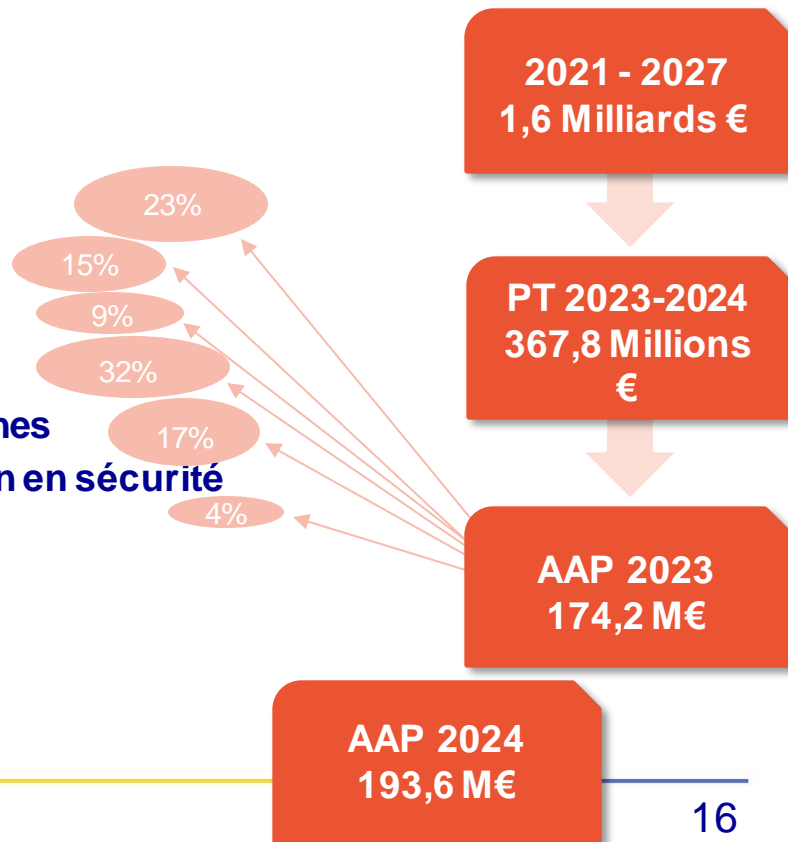 2021 - 2027
1,6 Milliards €
23%
15%
9%
32%
17%
4%
PT 2023-2024
367,8 Millions
€
nes
n en sécurité
AAP 2023
174,2 M€
AAP 2024
193,6 M€
16